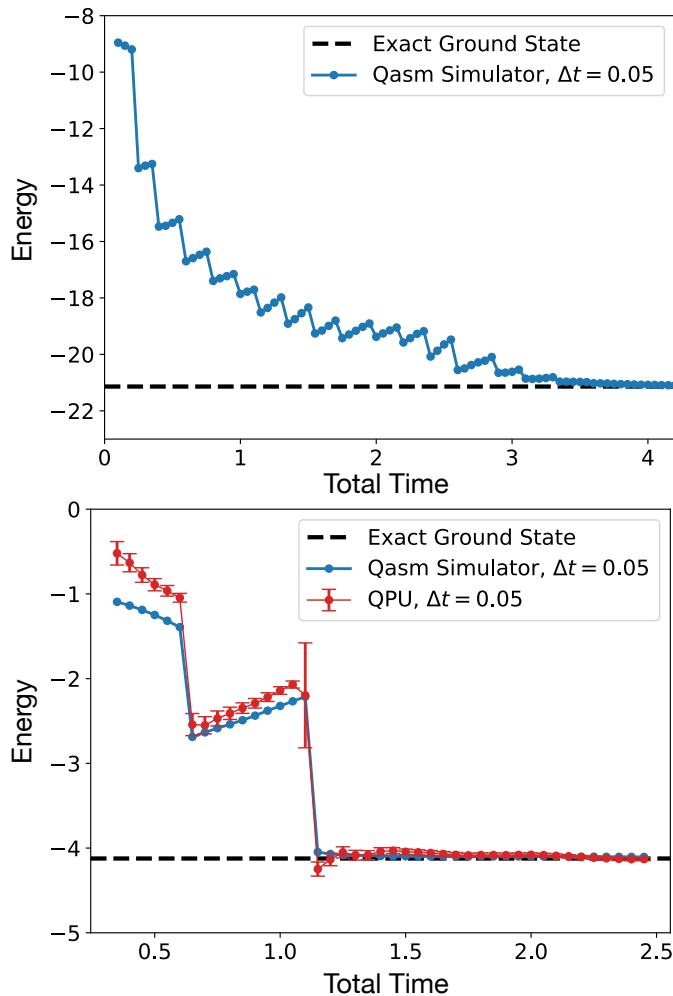 −8
−10
−12
−14
−16
−18
−20
−22
Energy
Exact Ground State
Qasm Simulator, Δt = 0.05
0 1 2 3 4
Total Time
0
−1
−2
−3
−4
−5
Energy
Exact Ground State
Qasm Simulator, Δt = 0.05
QPU, Δt = 0.05
0.5 1.0 1.5 2.0 2.5
Total Time